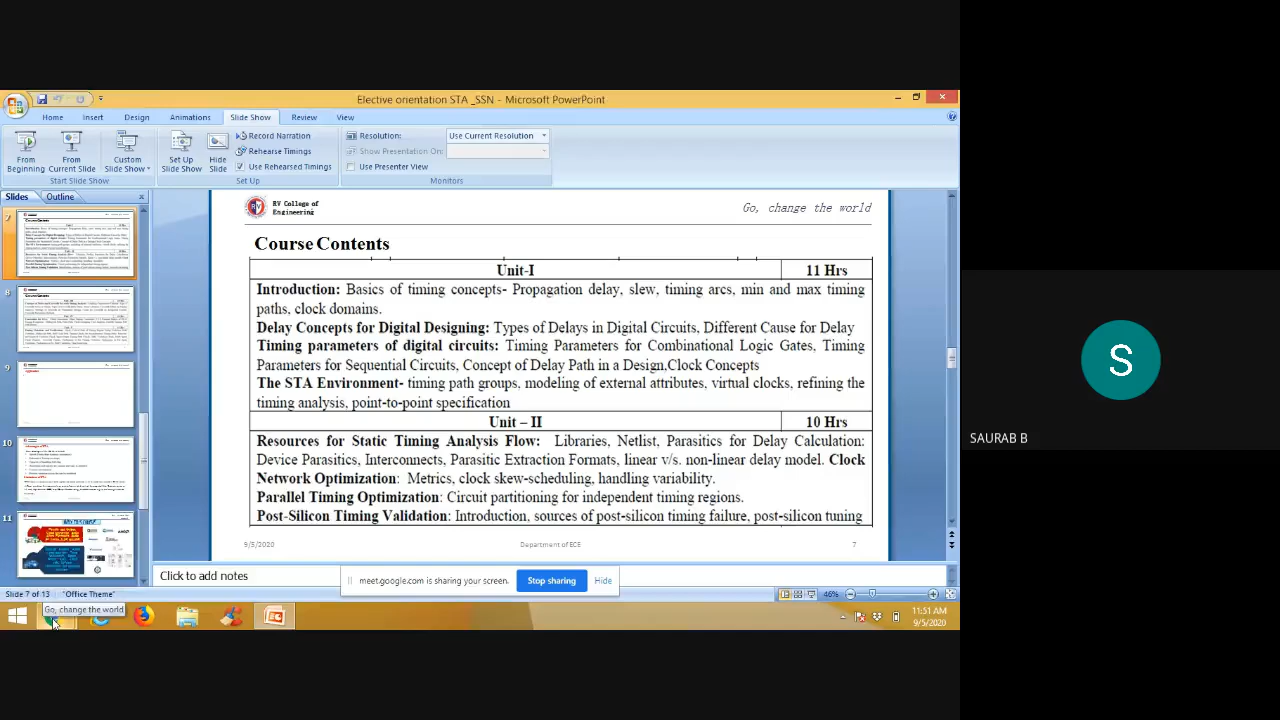 Elective orientation STA _SSN - Microsoft PowerPoint
Home Insert Design Animations Slide Show Review View
From Beginning
From Current Slide
Custom Slide Show
Set Up Slide Show
Hide Slide
Record Narration
Rehearse Timings
Use Rehearsed Timings
Resolution: Use Current Resolution
Show Presentation On:
Use Presenter View
Start Slide Show Set Up Monitors
Slides Outline
7
8
9
10
11
RV College of
Engineering
Go, change the world
Course Contents
Unit-I 11 Hrs
Introduction: Basics of timing concepts- Propagation delay, slew, timing arcs, min and max timing
paths, clock domains.
Delay Concepts for Digital Designing: Types of Delays in Digital Circuits, Different Cause for Delay
Timing parameters of digital circuits: Timing Parameters for Combinational Logic Gates, Timing
Parameters for Sequential Circuits, Concept of Delay Path in a Design,Clock Concepts
The STA Environment- timing path groups, modeling of external attributes, virtual clocks, refining the
timing analysis, point-to-point specification
Unit – II 10 Hrs
Resources for Static Timing Analysis Flow: Libraries, Netlist, Parasitics for Delay Calculation:
Device Parasitics, Interconnects, Parasitic Extraction Formats, linear v/s. non-linear delay model. Clock
Network Optimization: Metrics, clock skew-scheduling, handling variability.
Parallel Timing Optimization: Circuit partitioning for independent timing regions.
Post-Silicon Timing Validation: Introduction, sources of post-silicon timing failure, post-silicon tuning
9/5/2020 Department of ECE 7
Click to add notes
meet.google.com is sharing your screen. Stop sharing Hide
Slide 7 of 13 "Office Theme" 46%
Go, change the world
11:51 AM
9/5/2020
S
SAURAB B